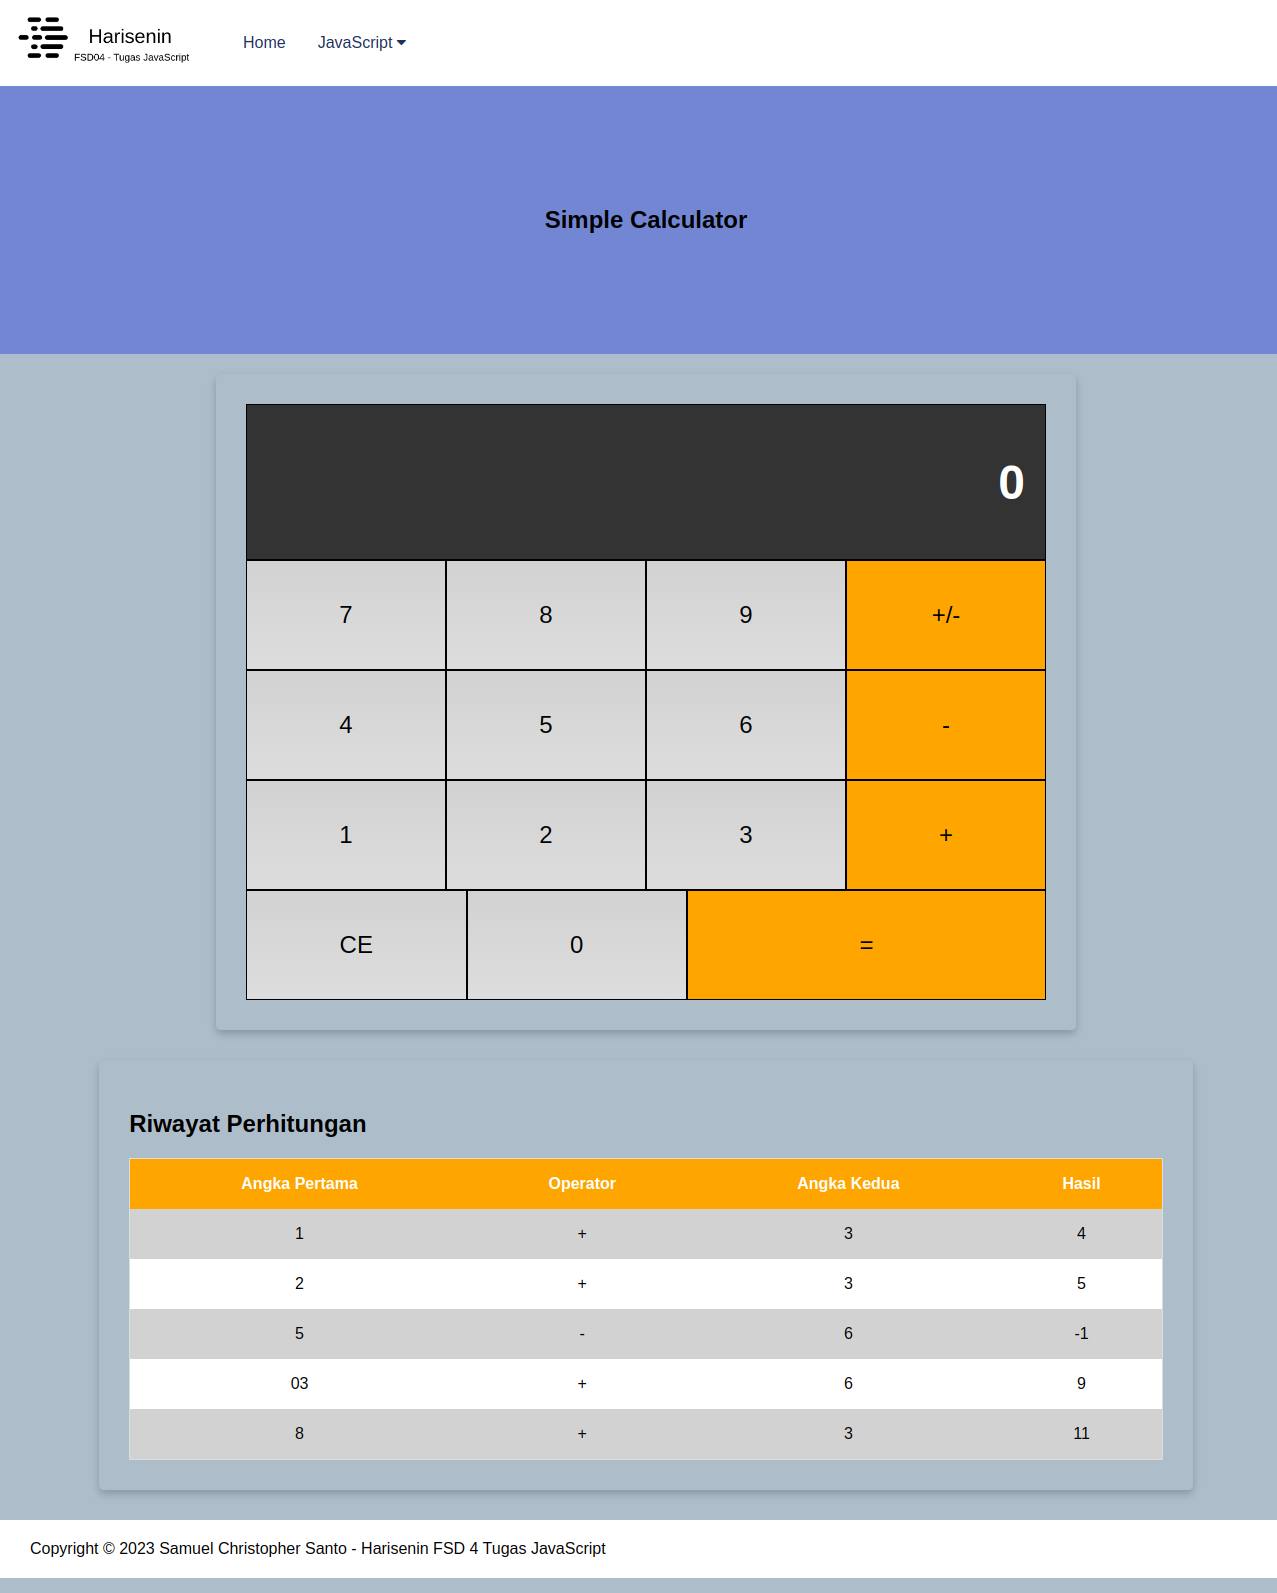 Harisenin
FSD04 - Tugas JavaScript
Home JavaScript
Simple Calculator
0
7 8 9 +/-
4 5 6 -
1 2 3 +
CE 0 =
Riwayat Perhitungan
Angka Pertama Operator Angka Kedua Hasil
1 + 3 4
2 + 3 5
5 - 6 -1
03 + 6 9
8 + 3 11
Copyright © 2023 Samuel Christopher Santo - Harisenin FSD 4 Tugas JavaScript